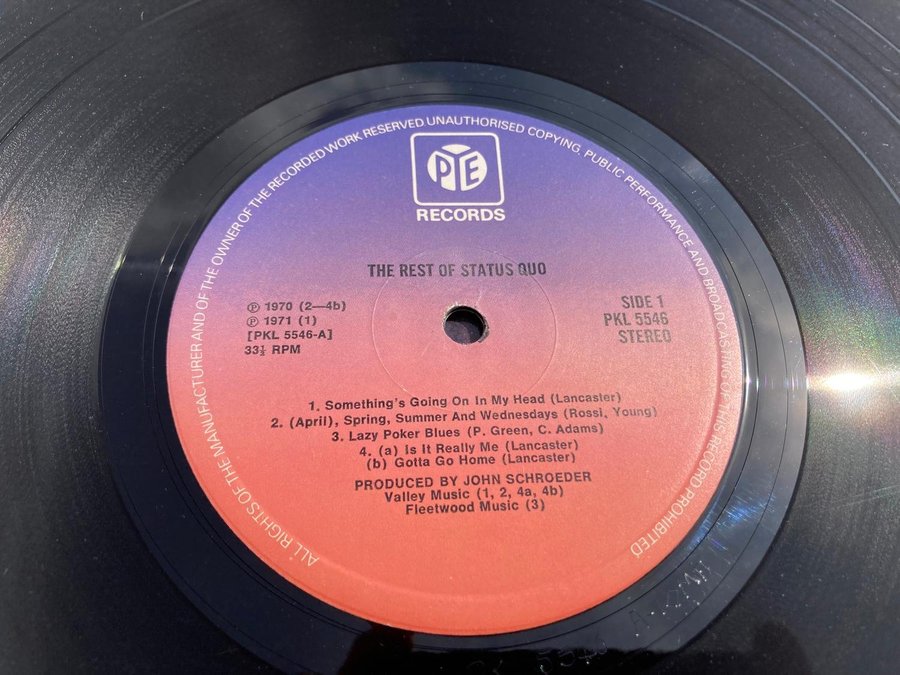 ALL RIGHTS OF THE MANUFACTURER AND OF THE OWNER OF THE RECORDED WORK RESERVED UNAUTHORISED COPYING, PUBLIC PERFORMANCE AND BROADCASTING OF THIS RECORD PROHIBITED
PYE
RECORDS
THE REST OF STATUS QUO
℗ 1970 (2—4b)
℗ 1971 (1)
[PKL 5546-A]
33⅓ RPM
SIDE 1
PKL 5546
STEREO
1. Something's Going On In My Head (Lancaster)
2. (April), Spring, Summer And Wednesdays (Rossi, Young)
3. Lazy Poker Blues (P. Green, C. Adams)
4. (a) Is It Really Me (Lancaster)
(b) Gotta Go Home (Lancaster)
PRODUCED BY JOHN SCHROEDER
Valley Music (1, 2, 4a, 4b)
Fleetwood Music (3)